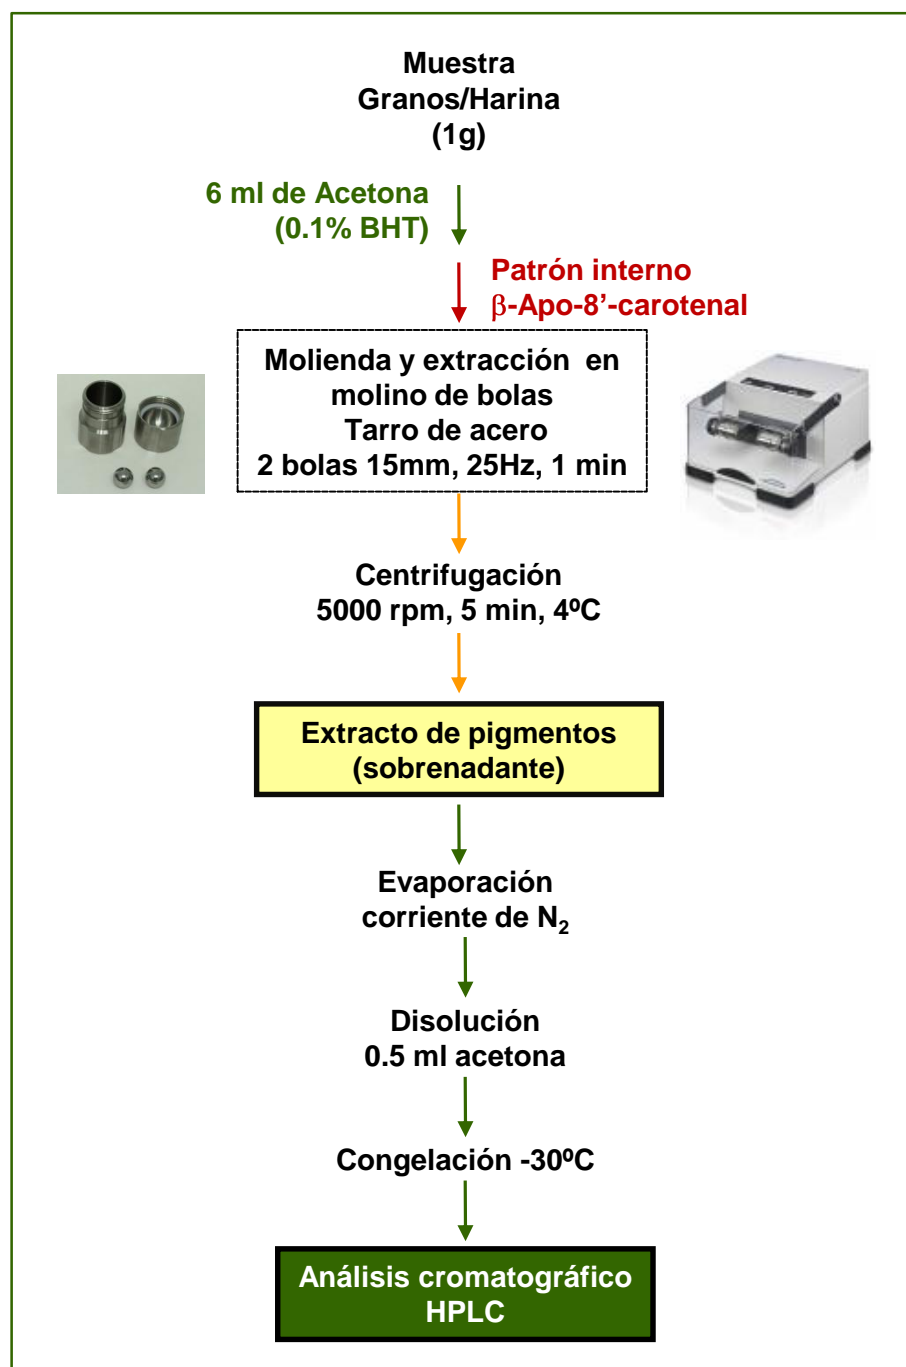 Muestra
Granos/Harina
(1g)
6 ml de Acetona
(0.1% BHT)
Patrón interno
β-Apo-8’-carotenal
Molienda y extracción en
molino de bolas
Tarro de acero
2 bolas 15mm, 25Hz, 1 min
Centrifugación
5000 rpm, 5 min, 4ºC
Extracto de pigmentos
(sobrenadante)
Evaporación
corriente de N₂
Disolución
0.5 ml acetona
Congelación -30ºC
Análisis cromatográfico
HPLC